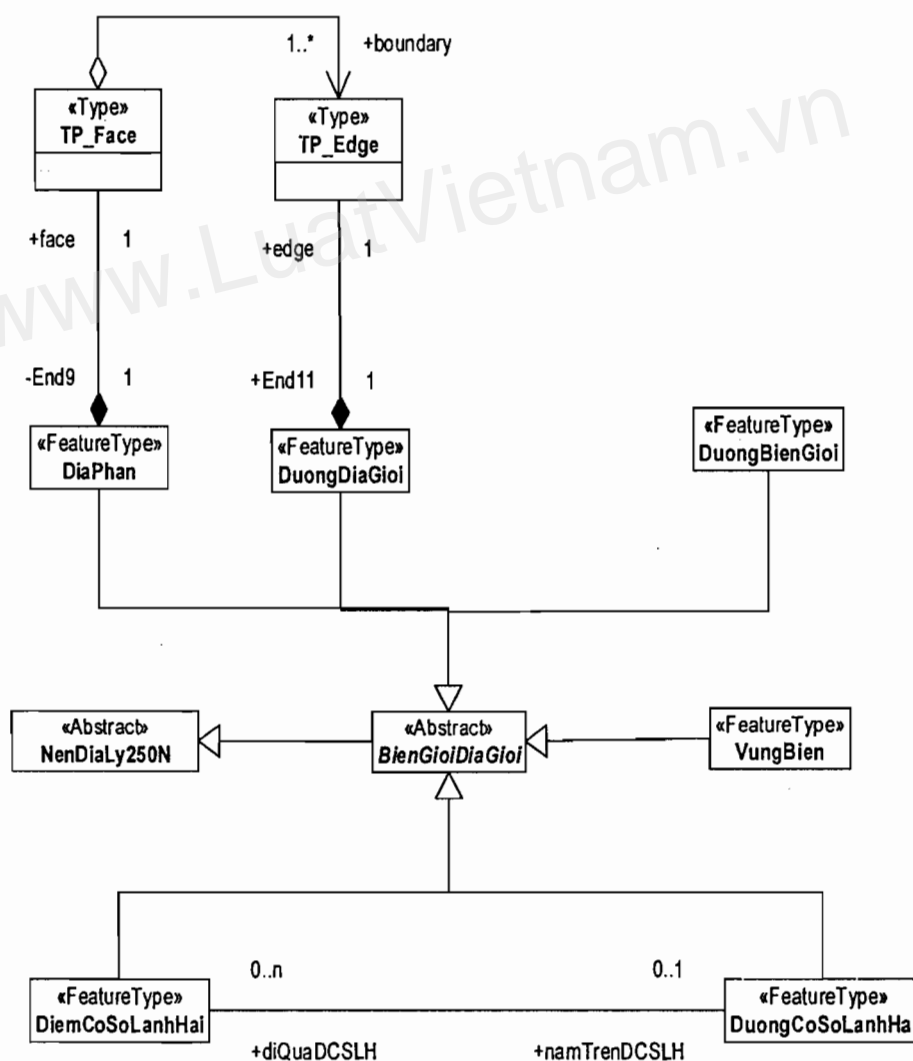 1..* +boundary
«Type»
TP_Face
«Type»
TP_Edge
+face 1
+edge 1
-End9 1
+End11 1
«FeatureType»
DiaPhan
«FeatureType»
DuongDiaGioi
«FeatureType»
DuongBienGioi
«Abstract»
NenDiaLy250N
«Abstract»
BienGioiDiaGioi
«FeatureType»
VungBien
0..n
0..1
«FeatureType»
DiemCoSoLanhHai
«FeatureType»
DuongCoSoLanhHa
+diQuaDCSLH
+namTrenDCSLH
www.LuatVietnam.vn